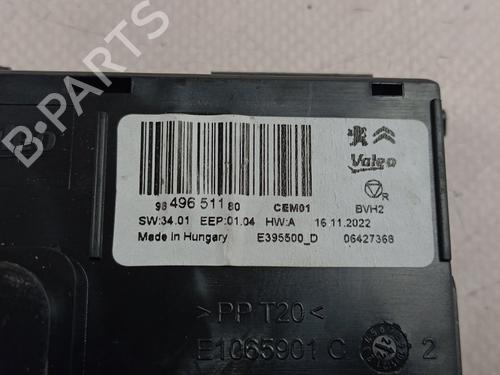 Valeo
R
98 496 511 80 CEM01 BVH2
SW:34.01 EEP:01.04 HW:A 16.11.2022
Made in Hungary E395500_D 06427368
>PP T20<
E1065901 C 2